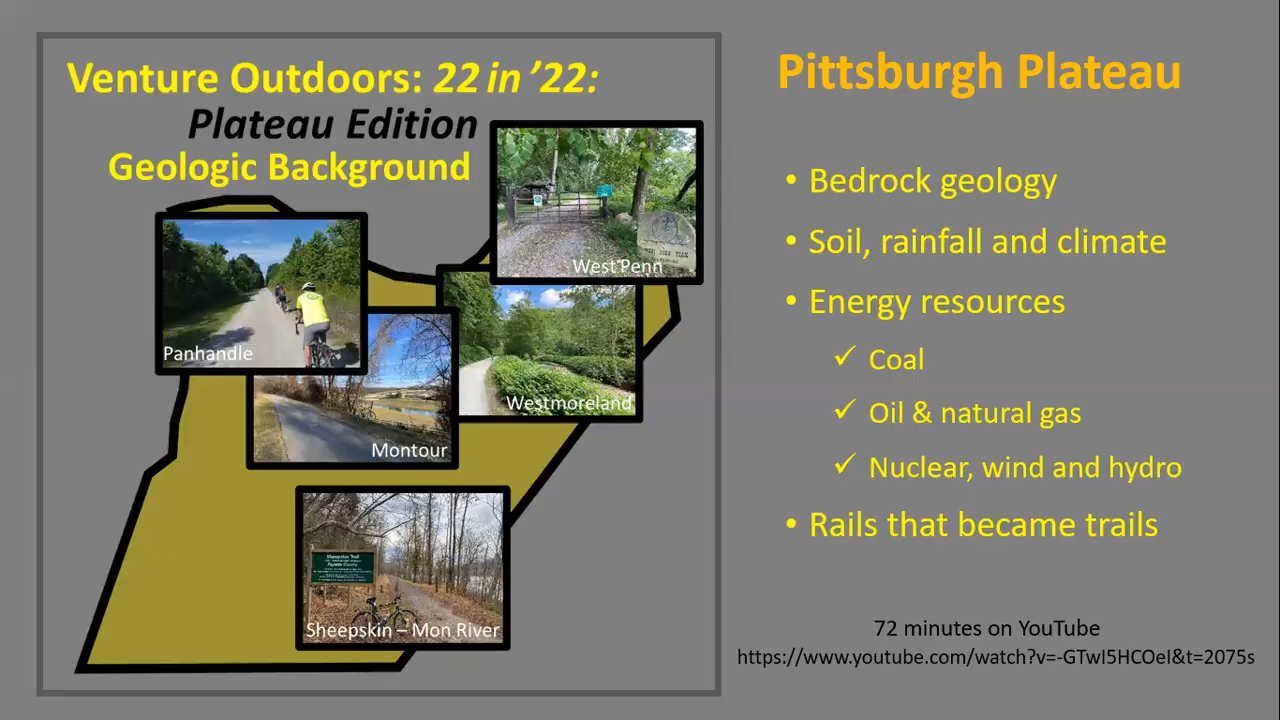 Venture Outdoors: 22 in ’22:
Plateau Edition
Geologic Background
West Penn
Panhandle
Westmoreland
Montour
Sheepskin Trail
Sheepskin – Mon River
Pittsburgh Plateau
• Bedrock geology
• Soil, rainfall and climate
• Energy resources
✓ Coal
✓ Oil & natural gas
✓ Nuclear, wind and hydro
• Rails that became trails
72 minutes on YouTube
https://www.youtube.com/watch?v=-GTwI5HCOeI&t=2075s